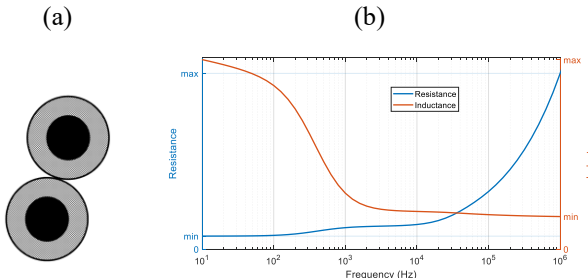 (a)
(b)
max
min
0
Resistance
Resistance
Inductance
max
min
0
10^1
10^2
10^3
10^4
10^5
10^6
Frequency (Hz)